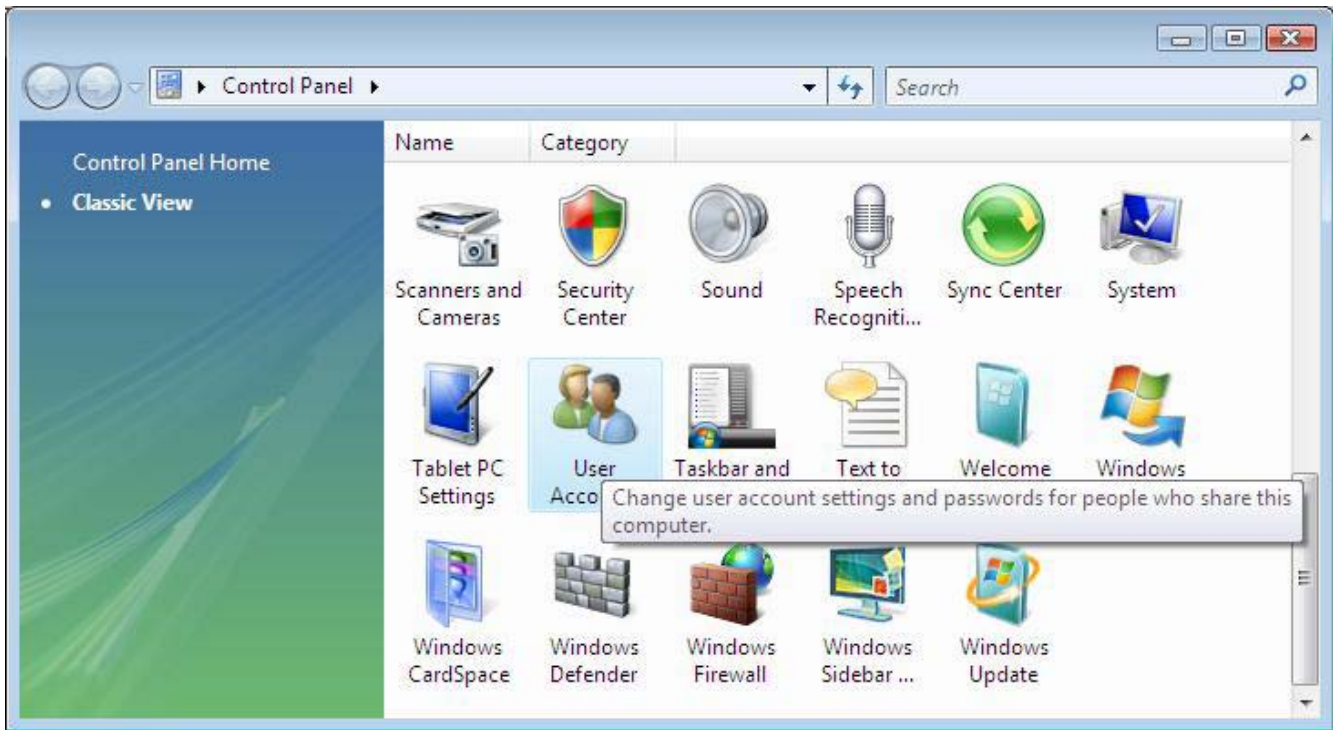 Control Panel
Search
Control Panel Home
Classic View
Name Category
Scanners and Security Sound Speech Sync Center System
Cameras Center Recogniti...
Tablet PC User Taskbar and Text to Welcome Windows
Settings Acco
Change user account settings and passwords for people who share this
computer.
Windows Windows Windows Windows Windows
CardSpace Defender Firewall Sidebar ... Update